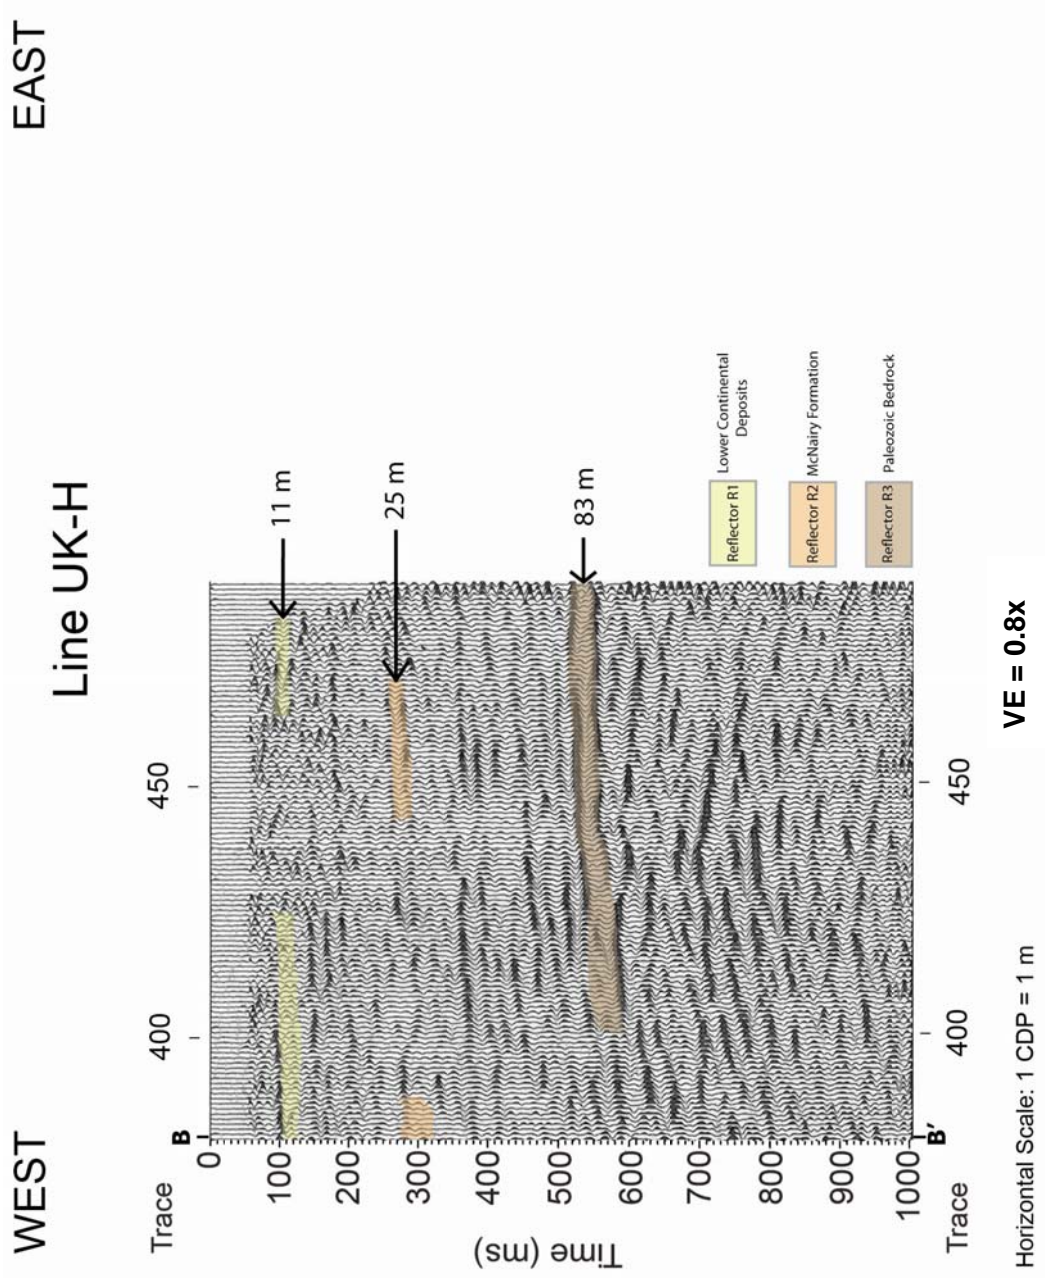 WEST
EAST
Line UK-H
Trace
400
450
B
0
100
200
300
400
500
600
700
800
900
1000
Time (ms)
11 m
25 m
83 m
Reflector R1
Lower Continental
Deposits
Reflector R2
McNairy Formation
Reflector R3
Paleozoic Bedrock
B'
Trace
400
450
VE = 0.8x
Horizontal Scale: 1 CDP = 1 m